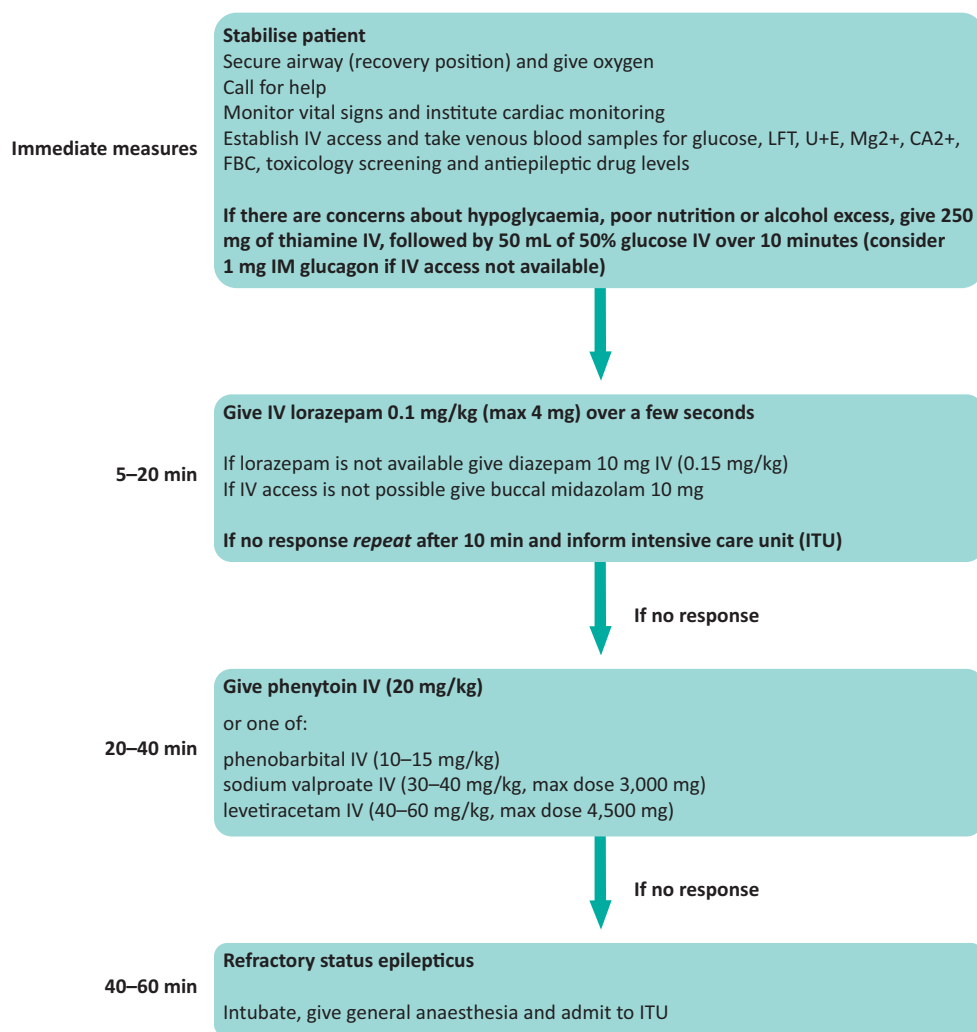 Immediate measures
Stabilise patient
Secure airway (recovery position) and give oxygen
Call for help
Monitor vital signs and institute cardiac monitoring
Establish IV access and take venous blood samples for glucose, LFT, U+E, Mg2+, CA2+,
FBC, toxicology screening and antiepileptic drug levels
If there are concerns about hypoglycaemia, poor nutrition or alcohol excess, give 250
mg of thiamine IV, followed by 50 mL of 50% glucose IV over 10 minutes (consider
1 mg IM glucagon if IV access not available)
5–20 min
Give IV lorazepam 0.1 mg/kg (max 4 mg) over a few seconds
If lorazepam is not available give diazepam 10 mg IV (0.15 mg/kg)
If IV access is not possible give buccal midazolam 10 mg
If no response repeat after 10 min and inform intensive care unit (ITU)
If no response
20–40 min
Give phenytoin IV (20 mg/kg)
or one of:
phenobarbital IV (10–15 mg/kg)
sodium valproate IV (30–40 mg/kg, max dose 3,000 mg)
levetiracetam IV (40–60 mg/kg, max dose 4,500 mg)
If no response
40–60 min
Refractory status epilepticus
Intubate, give general anaesthesia and admit to ITU